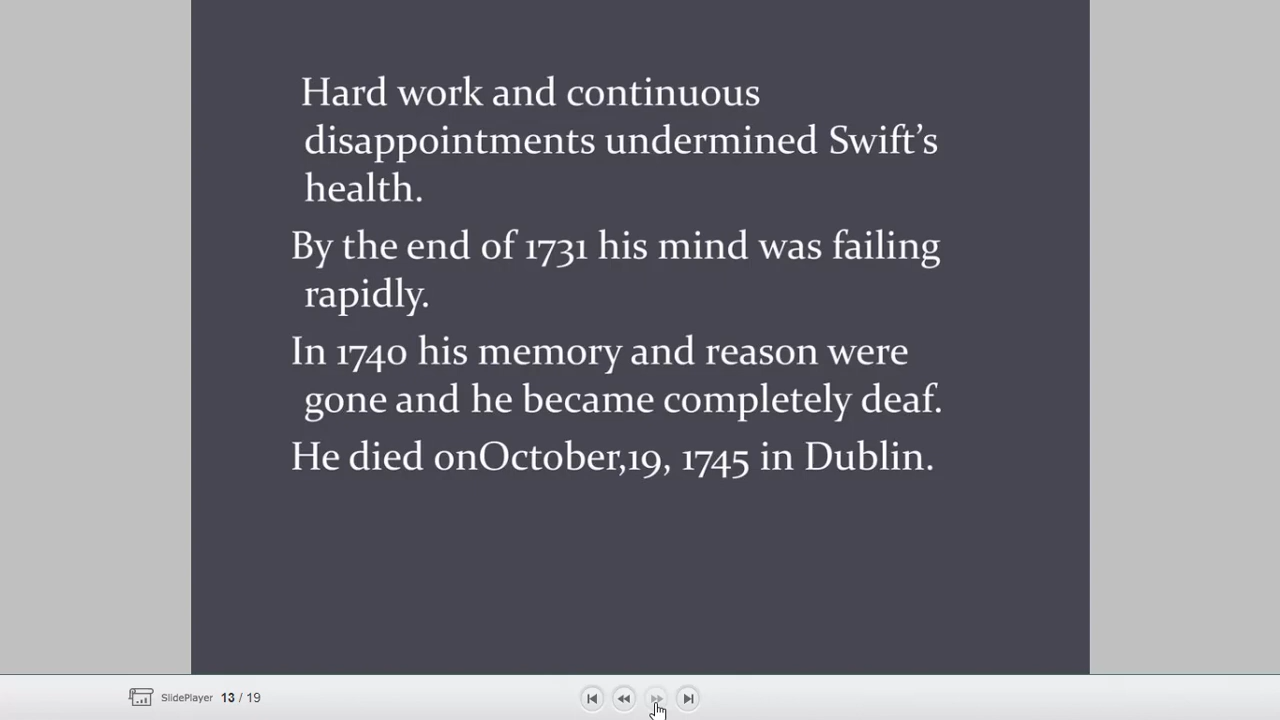 Hard work and continuous
disappointments undermined Swift’s
health.
By the end of 1731 his mind was failing
rapidly.
In 1740 his memory and reason were
gone and he became completely deaf.
He died onOctober,19, 1745 in Dublin.
SlidePlayer 13 / 19